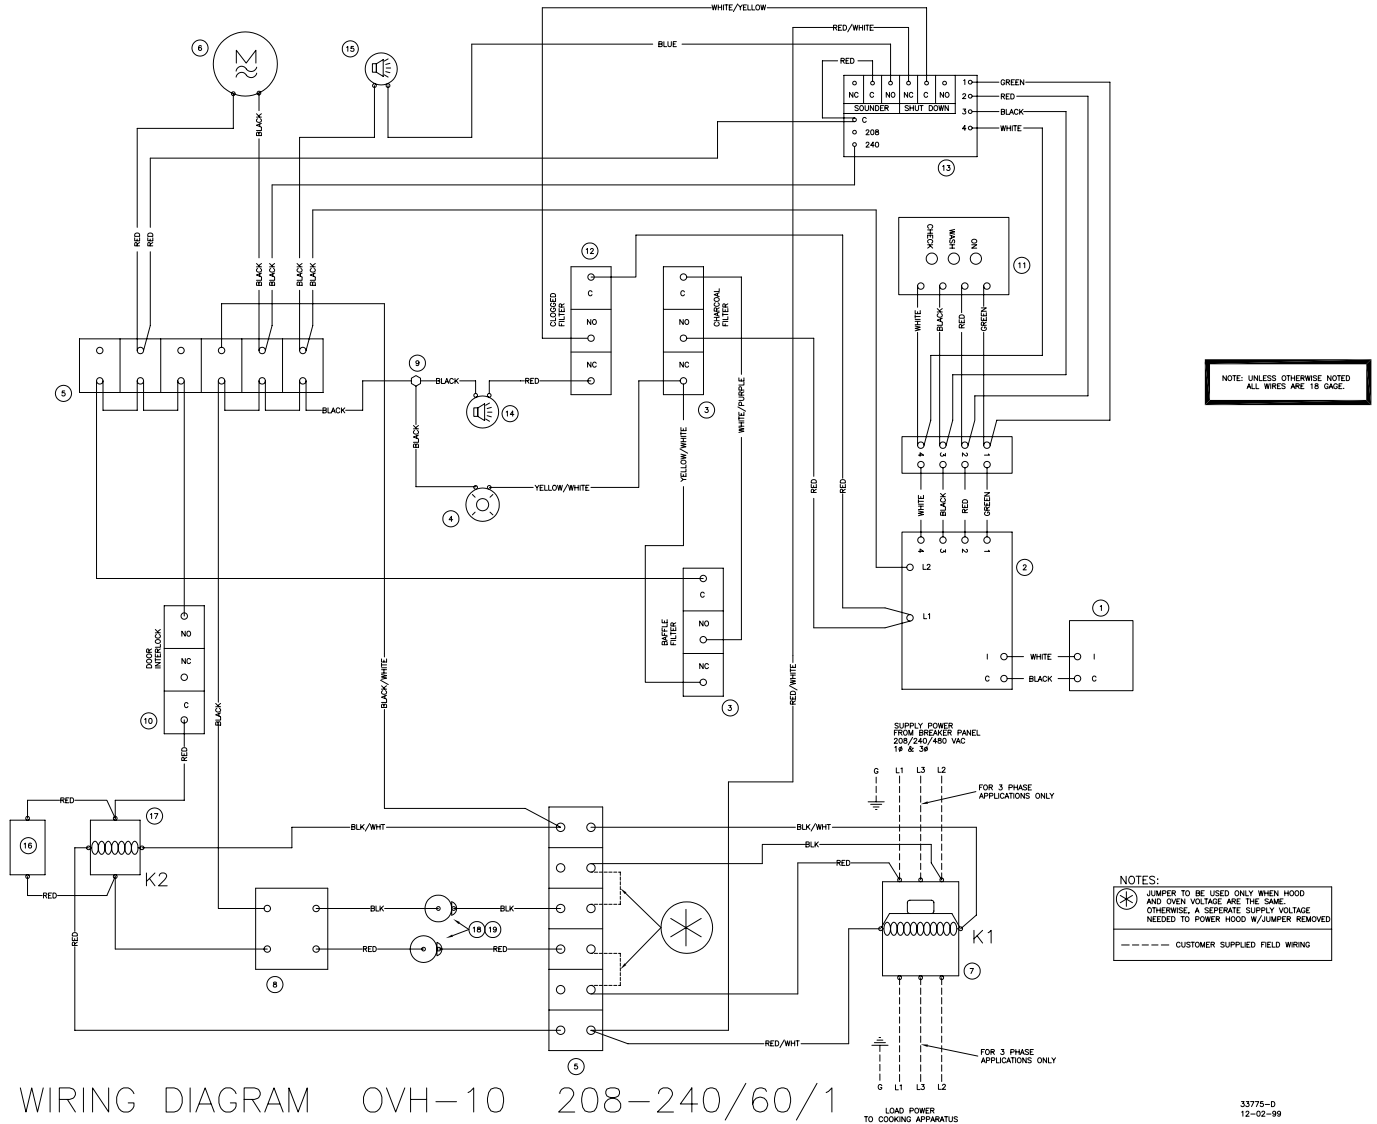 WHITE/YELLOW
RED/WHITE
BLUE
6
15
RED
NC C NO NC C NO
SOUNDER SHUT DOWN
C
208
240
1
2
3
4
GREEN
RED
BLACK
WHITE
13
BLACK
RED
RED
BLACK
BLACK
BLACK
BLACK
12
CLOGGED
FILTER
C
NO
NC
CHARCOAL
FILTER
C
NO
NC
3
CHECK
WASH
ON
11
WHITE
BLACK
RED
GREEN
5
9
BLACK
RED
14
BLACK
BLACK
YELLOW/WHITE
4
YELLOW/WHITE
WHITE/PURPLE
RED
RED
NOTE: UNLESS OTHERWISE NOTED
ALL WIRES ARE 18 GAGE.
4 3 2 1
WHITE
BLACK
RED
GREEN
4 3 2 1
L2
L1
2
I
C
WHITE
BLACK
I
C
1
BAFFLE
FILTER
C
NO
NC
3
DOOR
INTERLOCK
NO
NC
C
10
RED
BLACK
BLACK/WHITE
RED/WHITE
SUPPLY POWER
FROM BREAKER PANEL
208/240/480 VAC
1ø & 3ø
G L1 L3 L2
FOR 3 PHASE
APPLICATIONS ONLY
RED
17
16
K2
RED
RED
BLK/WHT
BLK/WHT
BLK
RED
BLK
BLK
18 19
RED
RED
8
K1
7
RED/WHT
5
NOTES:
JUMPER TO BE USED ONLY WHEN HOOD
AND OVEN VOLTAGE ARE THE SAME.
OTHERWISE, A SEPERATE SUPPLY VOLTAGE
NEEDED TO POWER HOOD W/JUMPER REMOVED
CUSTOMER SUPPLIED FIELD WIRING
FOR 3 PHASE
APPLICATIONS ONLY
G L1 L3 L2
LOAD POWER
TO COOKING APPARATUS
WIRING DIAGRAM OVH-10 208-240/60/1
33775-D
12-02-99